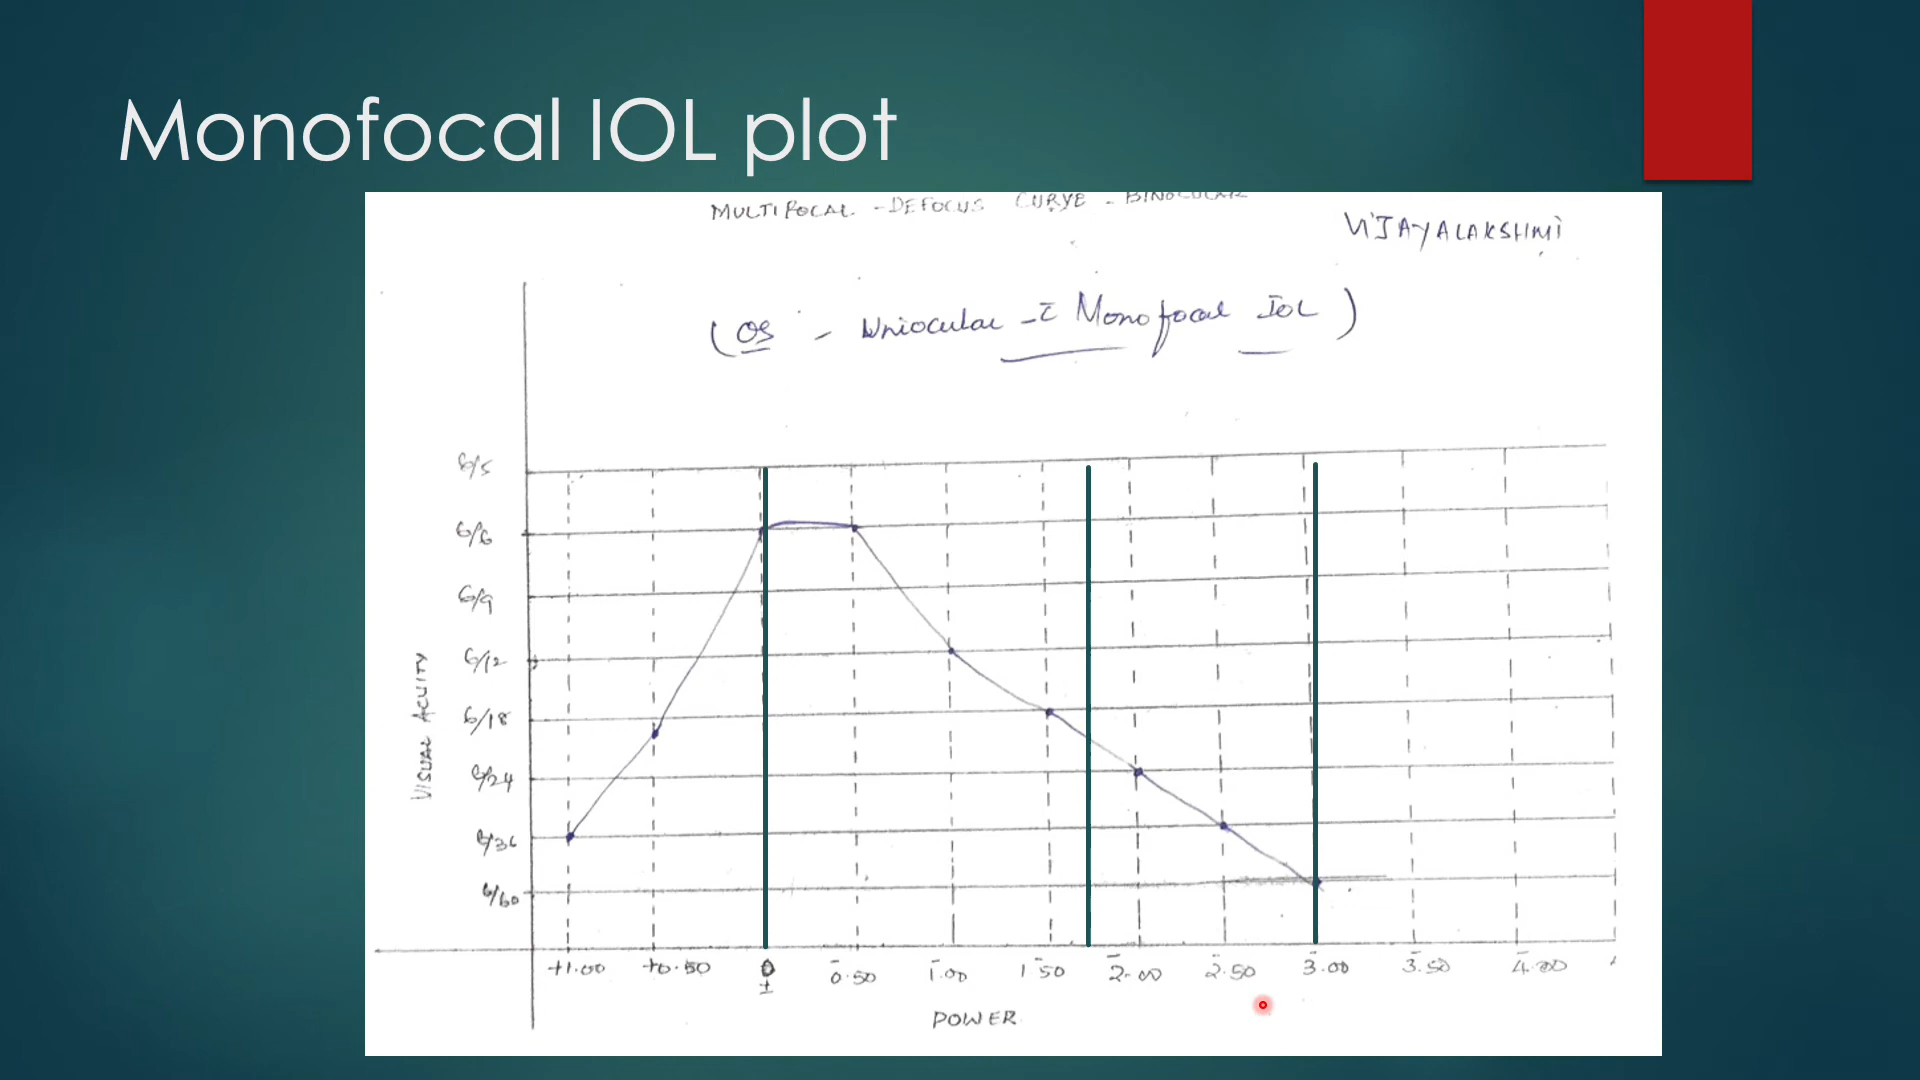 Monofocal IOL plot
MULTIFOCAL - DEFOCUS CURVE - BINOCULAR
VIJAYALAKSHMI
(OS - Uniocular - c̄ Monofocal IOL)
6/5
6/6
6/9
6/12
6/18
6/24
6/36
6/60
VISUAL ACUITY
+1.00 +0.50 0 -0.50 -1.00 -1.50 -2.00 -2.50 -3.00 -3.50 -4.00
±
POWER